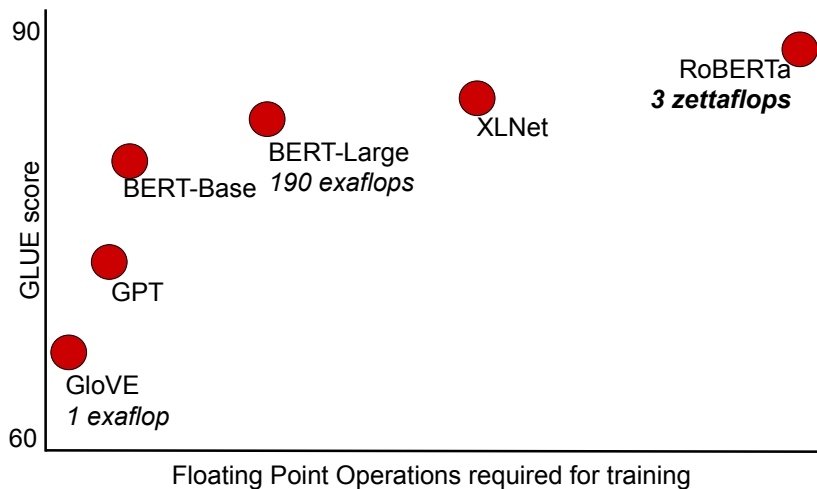 90
RoBERTa
3 zettaflops
XLNet
BERT-Large
190 exaflops
BERT-Base
GLUE score
GPT
GloVE
1 exaflop
60
Floating Point Operations required for training